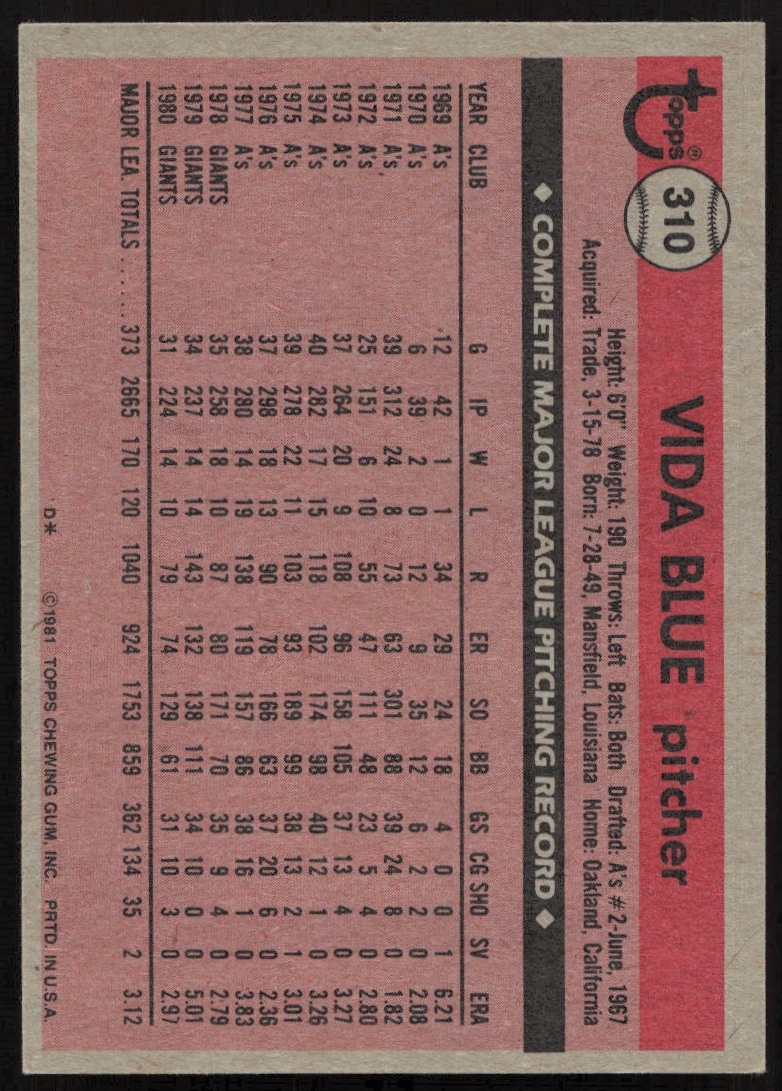 topps®
310
VIDA BLUE pitcher
Height: 6'0" Weight: 190 Throws: Left Bats: Both Drafted: A's #2-June, 1967
Acquired: Trade, 3-15-78 Born: 7-28-49, Mansfield, Louisiana Home: Oakland, California
◆ COMPLETE MAJOR LEAGUE PITCHING RECORD ◆
YEAR CLUB G IP W L R ER SO BB GS CG SHO SV ERA
1969 A's 12 42 1 1 34 29 24 18 4 0 0 1 6.21
1970 A's 6 39 2 0 12 9 35 12 6 2 2 0 2.08
1971 A's 39 312 24 8 73 63 301 88 39 24 8 0 1.82
1972 A's 25 151 6 10 55 47 111 48 23 5 4 0 2.80
1973 A's 37 264 20 9 108 96 158 105 37 13 4 0 3.27
1974 A's 40 282 17 15 118 102 174 98 40 12 1 0 3.26
1975 A's 39 278 22 11 103 93 189 99 38 13 2 1 3.01
1976 A's 37 298 18 13 90 78 166 63 37 20 6 0 2.36
1977 A's 38 280 14 19 138 119 157 86 38 16 1 0 3.83
1978 GIANTS 35 258 18 10 87 80 171 70 35 9 4 0 2.79
1979 GIANTS 34 237 14 14 143 132 138 111 34 10 0 0 5.01
1980 GIANTS 31 224 14 10 79 74 129 61 31 10 3 0 2.97
MAJOR LEA. TOTALS ..... 373 2665 170 120 1040 924 1753 859 362 134 35 2 3.12
D* ©1981 TOPPS CHEWING GUM, INC. PRTD. IN U.S.A.